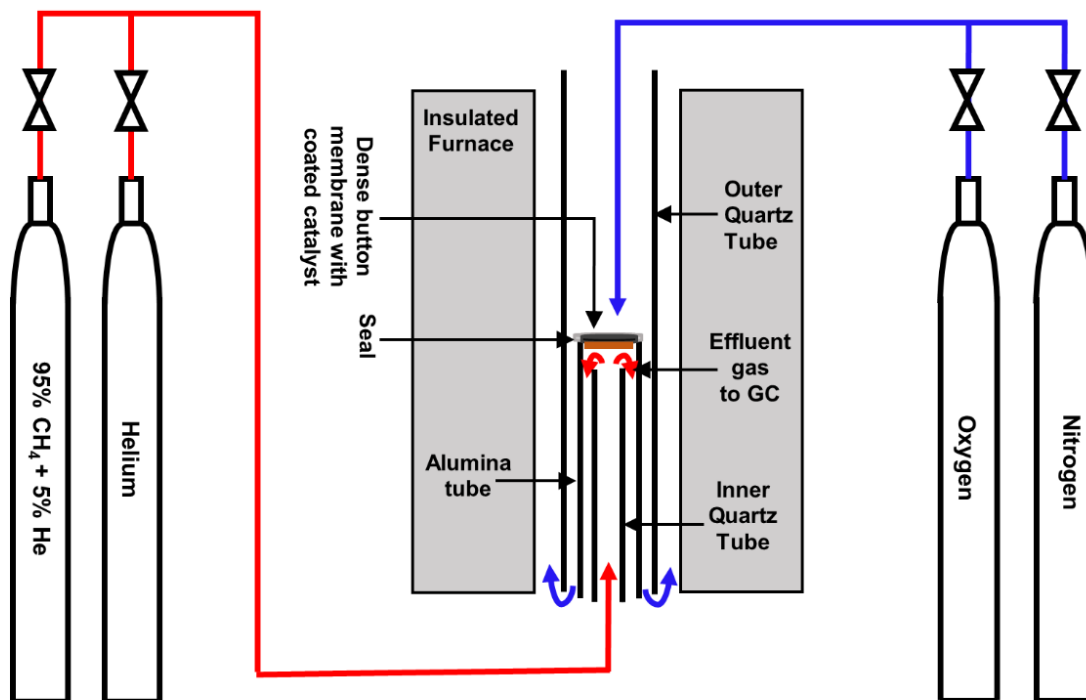 Insulated
Furnace
Dense button
membrane with
coated catalyst
Seal
Alumina
tube
Outer
Quartz
Tube
Effluent
gas
to GC
Inner
Quartz
Tube
95% CH₄ + 5% He
Helium
Oxygen
Nitrogen